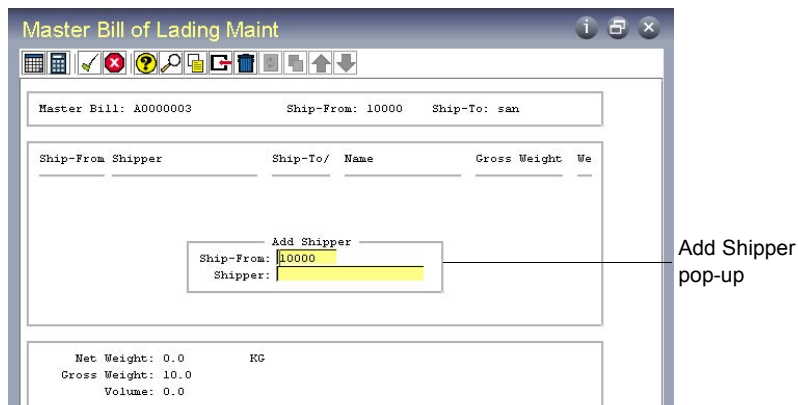 Master Bill of Lading Maint
Master Bill: A0000003 Ship-From: 10000 Ship-To: san
Ship-From Shipper Ship-To/ Name Gross Weight We
Add Shipper
Ship-From: 10000
Shipper:
Add Shipper
pop-up
Net Weight: 0.0 KG
Gross Weight: 10.0
Volume: 0.0